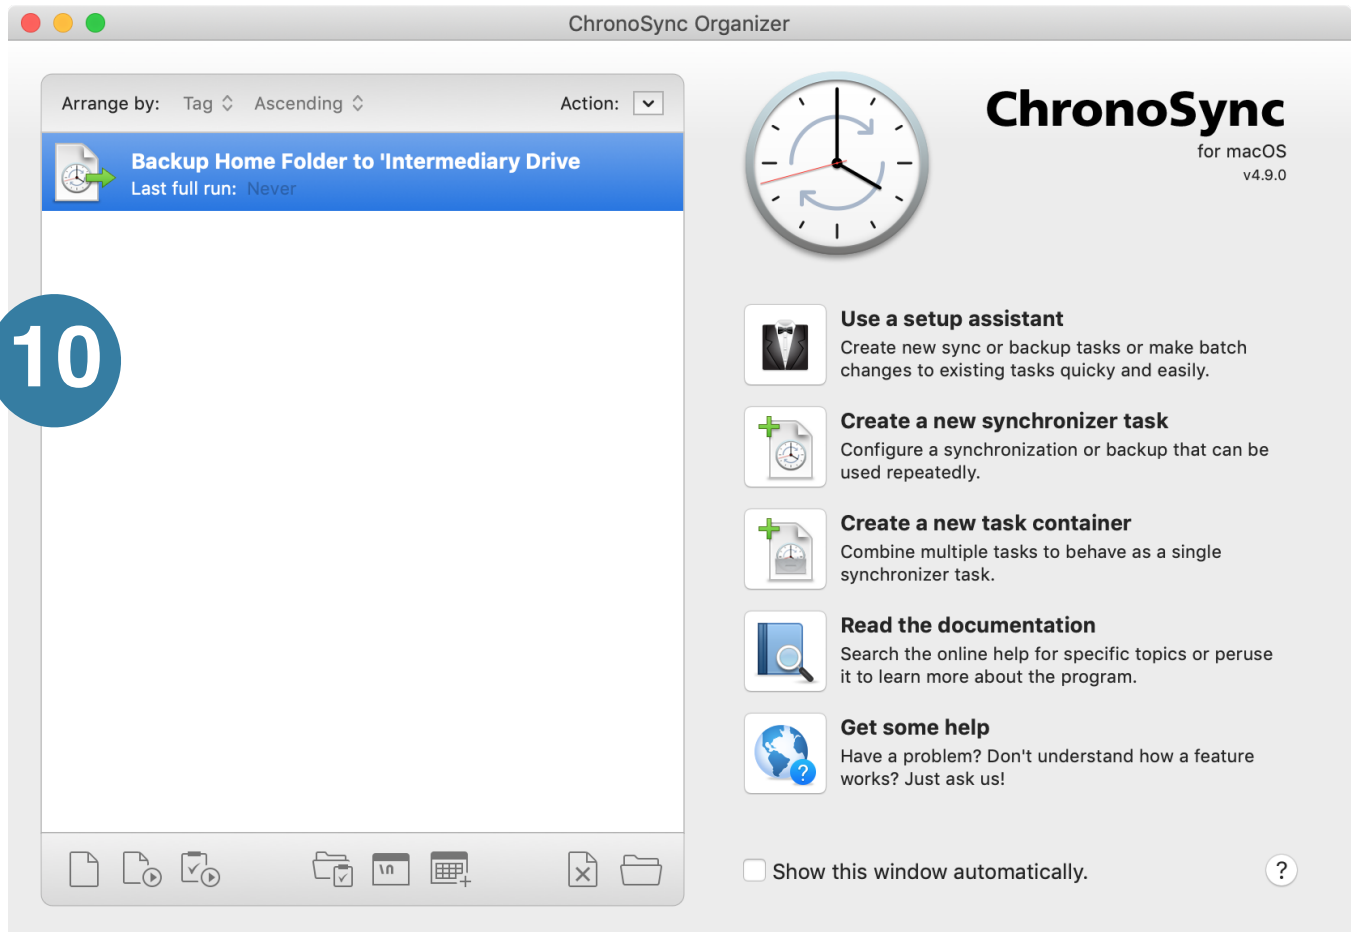 ChronoSync Organizer
Arrange by: Tag Ascending Action:
Backup Home Folder to 'Intermediary Drive
Last full run: Never
10
ChronoSync
for macOS
v4.9.0
Use a setup assistant
Create new sync or backup tasks or make batch
changes to existing tasks quicky and easily.
Create a new synchronizer task
Configure a synchronization or backup that can be
used repeatedly.
Create a new task container
Combine multiple tasks to behave as a single
synchronizer task.
Read the documentation
Search the online help for specific topics or peruse
it to learn more about the program.
Get some help
Have a problem? Don't understand how a feature
works? Just ask us!
?
Show this window automatically.
?